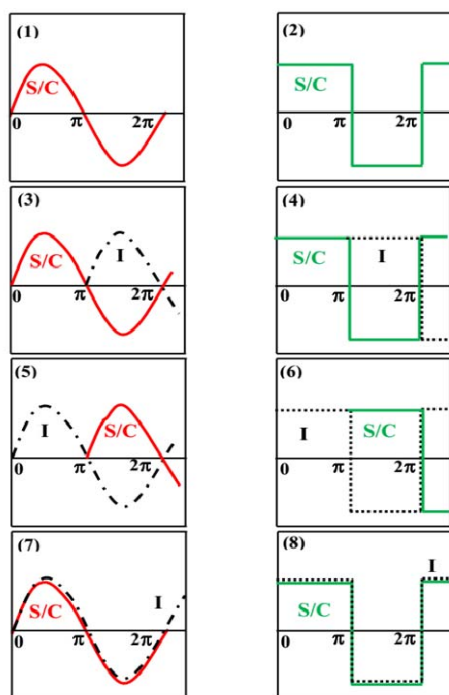 (1)
S/C
0 π 2π
(2)
S/C
0 π 2π
(3)
S/C I
0 π 2π
(4)
S/C I
0 π 2π
(5)
I S/C
0 π 2π
(6)
I S/C
0 π 2π
(7)
S/C I
0 π 2π
(8)
I
S/C
0 π 2π